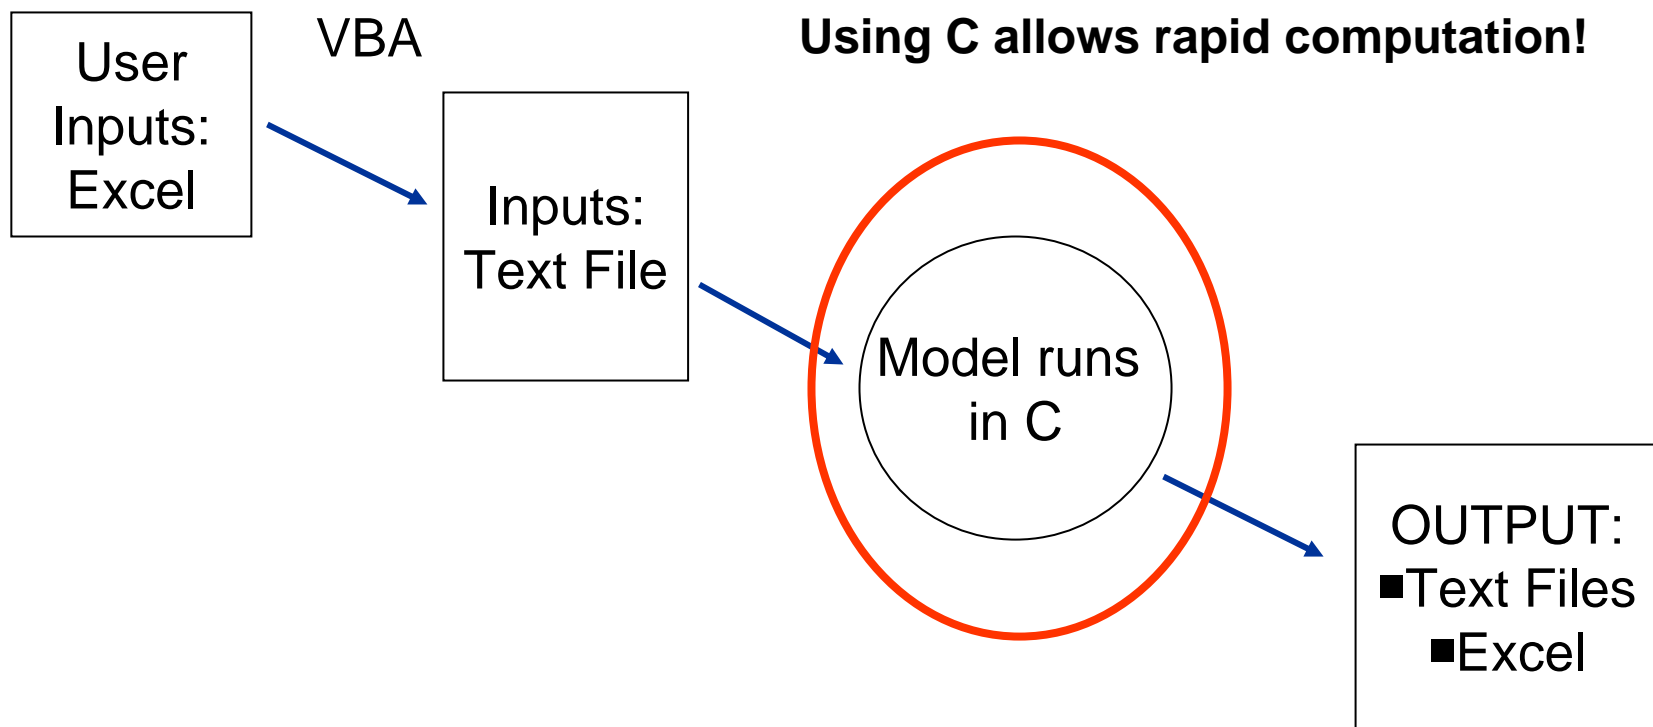 User
Inputs:
Excel
VBA
Using C allows rapid computation!
Inputs:
Text File
Model runs
in C
OUTPUT:
■Text Files
■Excel